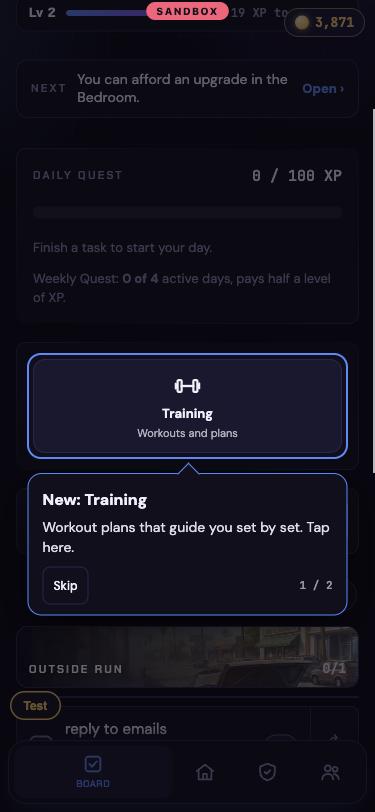 SANDBOX
Lv 2
19 XP to
3,871
NEXT
You can afford an upgrade in the
Bedroom.
Open ›
DAILY QUEST
0 / 100 XP
Finish a task to start your day.
Weekly Quest: 0 of 4 active days, pays half a level
of XP.
Training
Workouts and plans
New: Training
Workout plans that guide you set by set. Tap
here.
Skip
1 / 2
OUTSIDE RUN
0/1
Test
reply to emails
BOARD